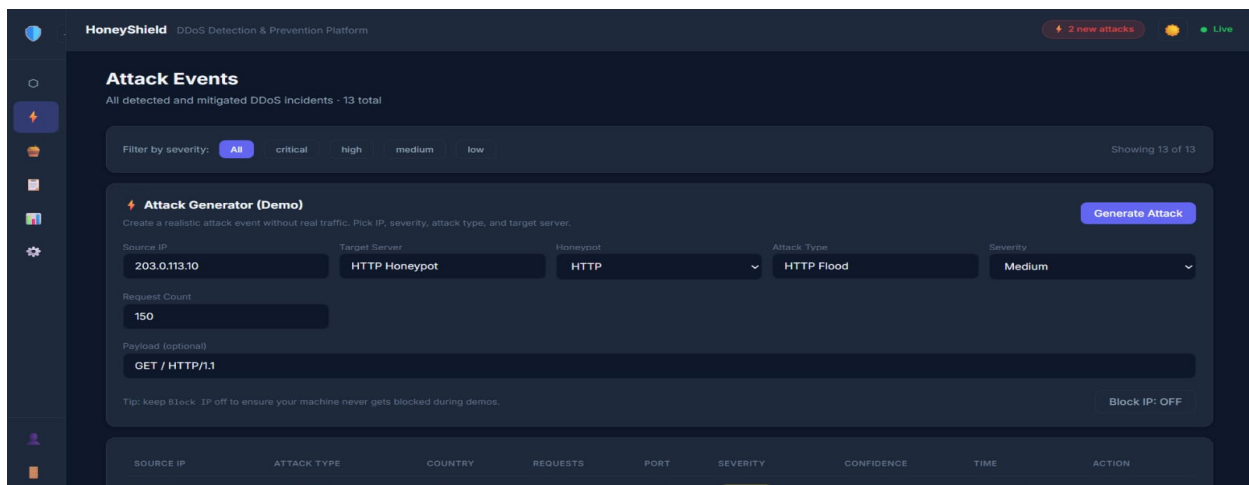 HoneyShield DDoS Detection & Prevention Platform 2 new attacks Live
Attack Events
All detected and mitigated DDoS incidents · 13 total
Filter by severity: All critical high medium low Showing 13 of 13
Attack Generator (Demo)
Create a realistic attack event without real traffic. Pick IP, severity, attack type, and target server.
Generate Attack
Source IP Target Server Honeypot Attack Type Severity
203.0.113.10 HTTP Honeypot HTTP HTTP Flood Medium
Request Count
150
Payload (optional)
GET / HTTP/1.1
Tip: keep Block IP off to ensure your machine never gets blocked during demos. Block IP: OFF
SOURCE IP ATTACK TYPE COUNTRY REQUESTS PORT SEVERITY CONFIDENCE TIME ACTION